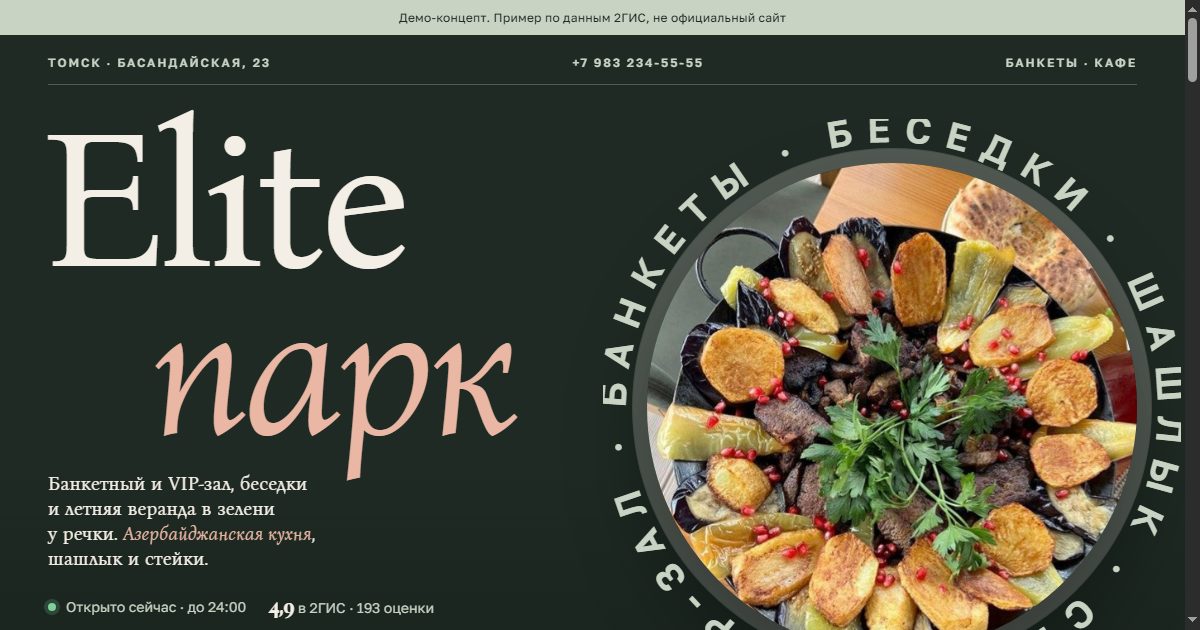 Демо-концепт. Пример по данным 2ГИС, не официальный сайт
ТОМСК · БАСАНДАЙСКАЯ, 23
+7 983 234-55-55
БАНКЕТЫ · КАФЕ
Elite
парк
Банкетный и VIP-зал, беседки
и летняя веранда в зелени
у речки. Азербайджанская кухня,
шашлык и стейки.
Открыто сейчас · до 24:00
4,9 в 2ГИС · 193 оценки
· БАНКЕТЫ · БЕСЕДКИ · ШАШЛЫК ·
Р-ЗАЛ